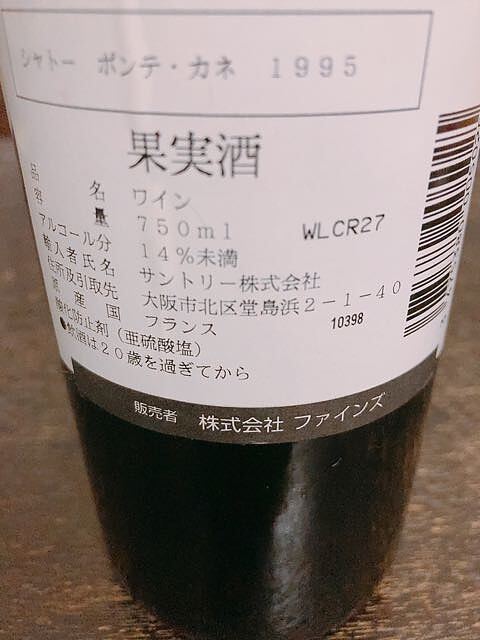 シャトー ポンテ・カネ 1995
果実酒
品名 ワイン
容量 750ml
WLCR27
アルコール分 14%未満
輸入者氏名 サントリー株式会社
住所及引取先 大阪市北区堂島浜2-1-40
原産国 フランス
10398
酸化防止剤（亜硫酸塩）
●飲酒は20歳を過ぎてから
販売者 株式会社 ファインズ